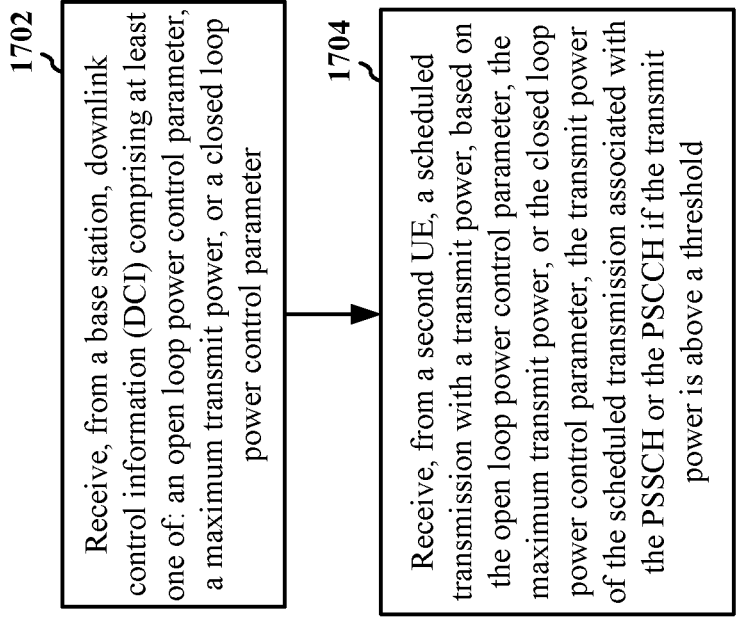 1702
Receive, from a base station, downlink
control information (DCI) comprising at least
one of: an open loop power control parameter,
a maximum transmit power, or a closed loop
power control parameter
1704
Receive, from a second UE, a scheduled
transmission with a transmit power, based on
the open loop power control parameter, the
maximum transmit power, or the closed loop
power control parameter, the transmit power
of the scheduled transmission associated with
the PSSCH or the PSCCH if the transmit
power is above a threshold